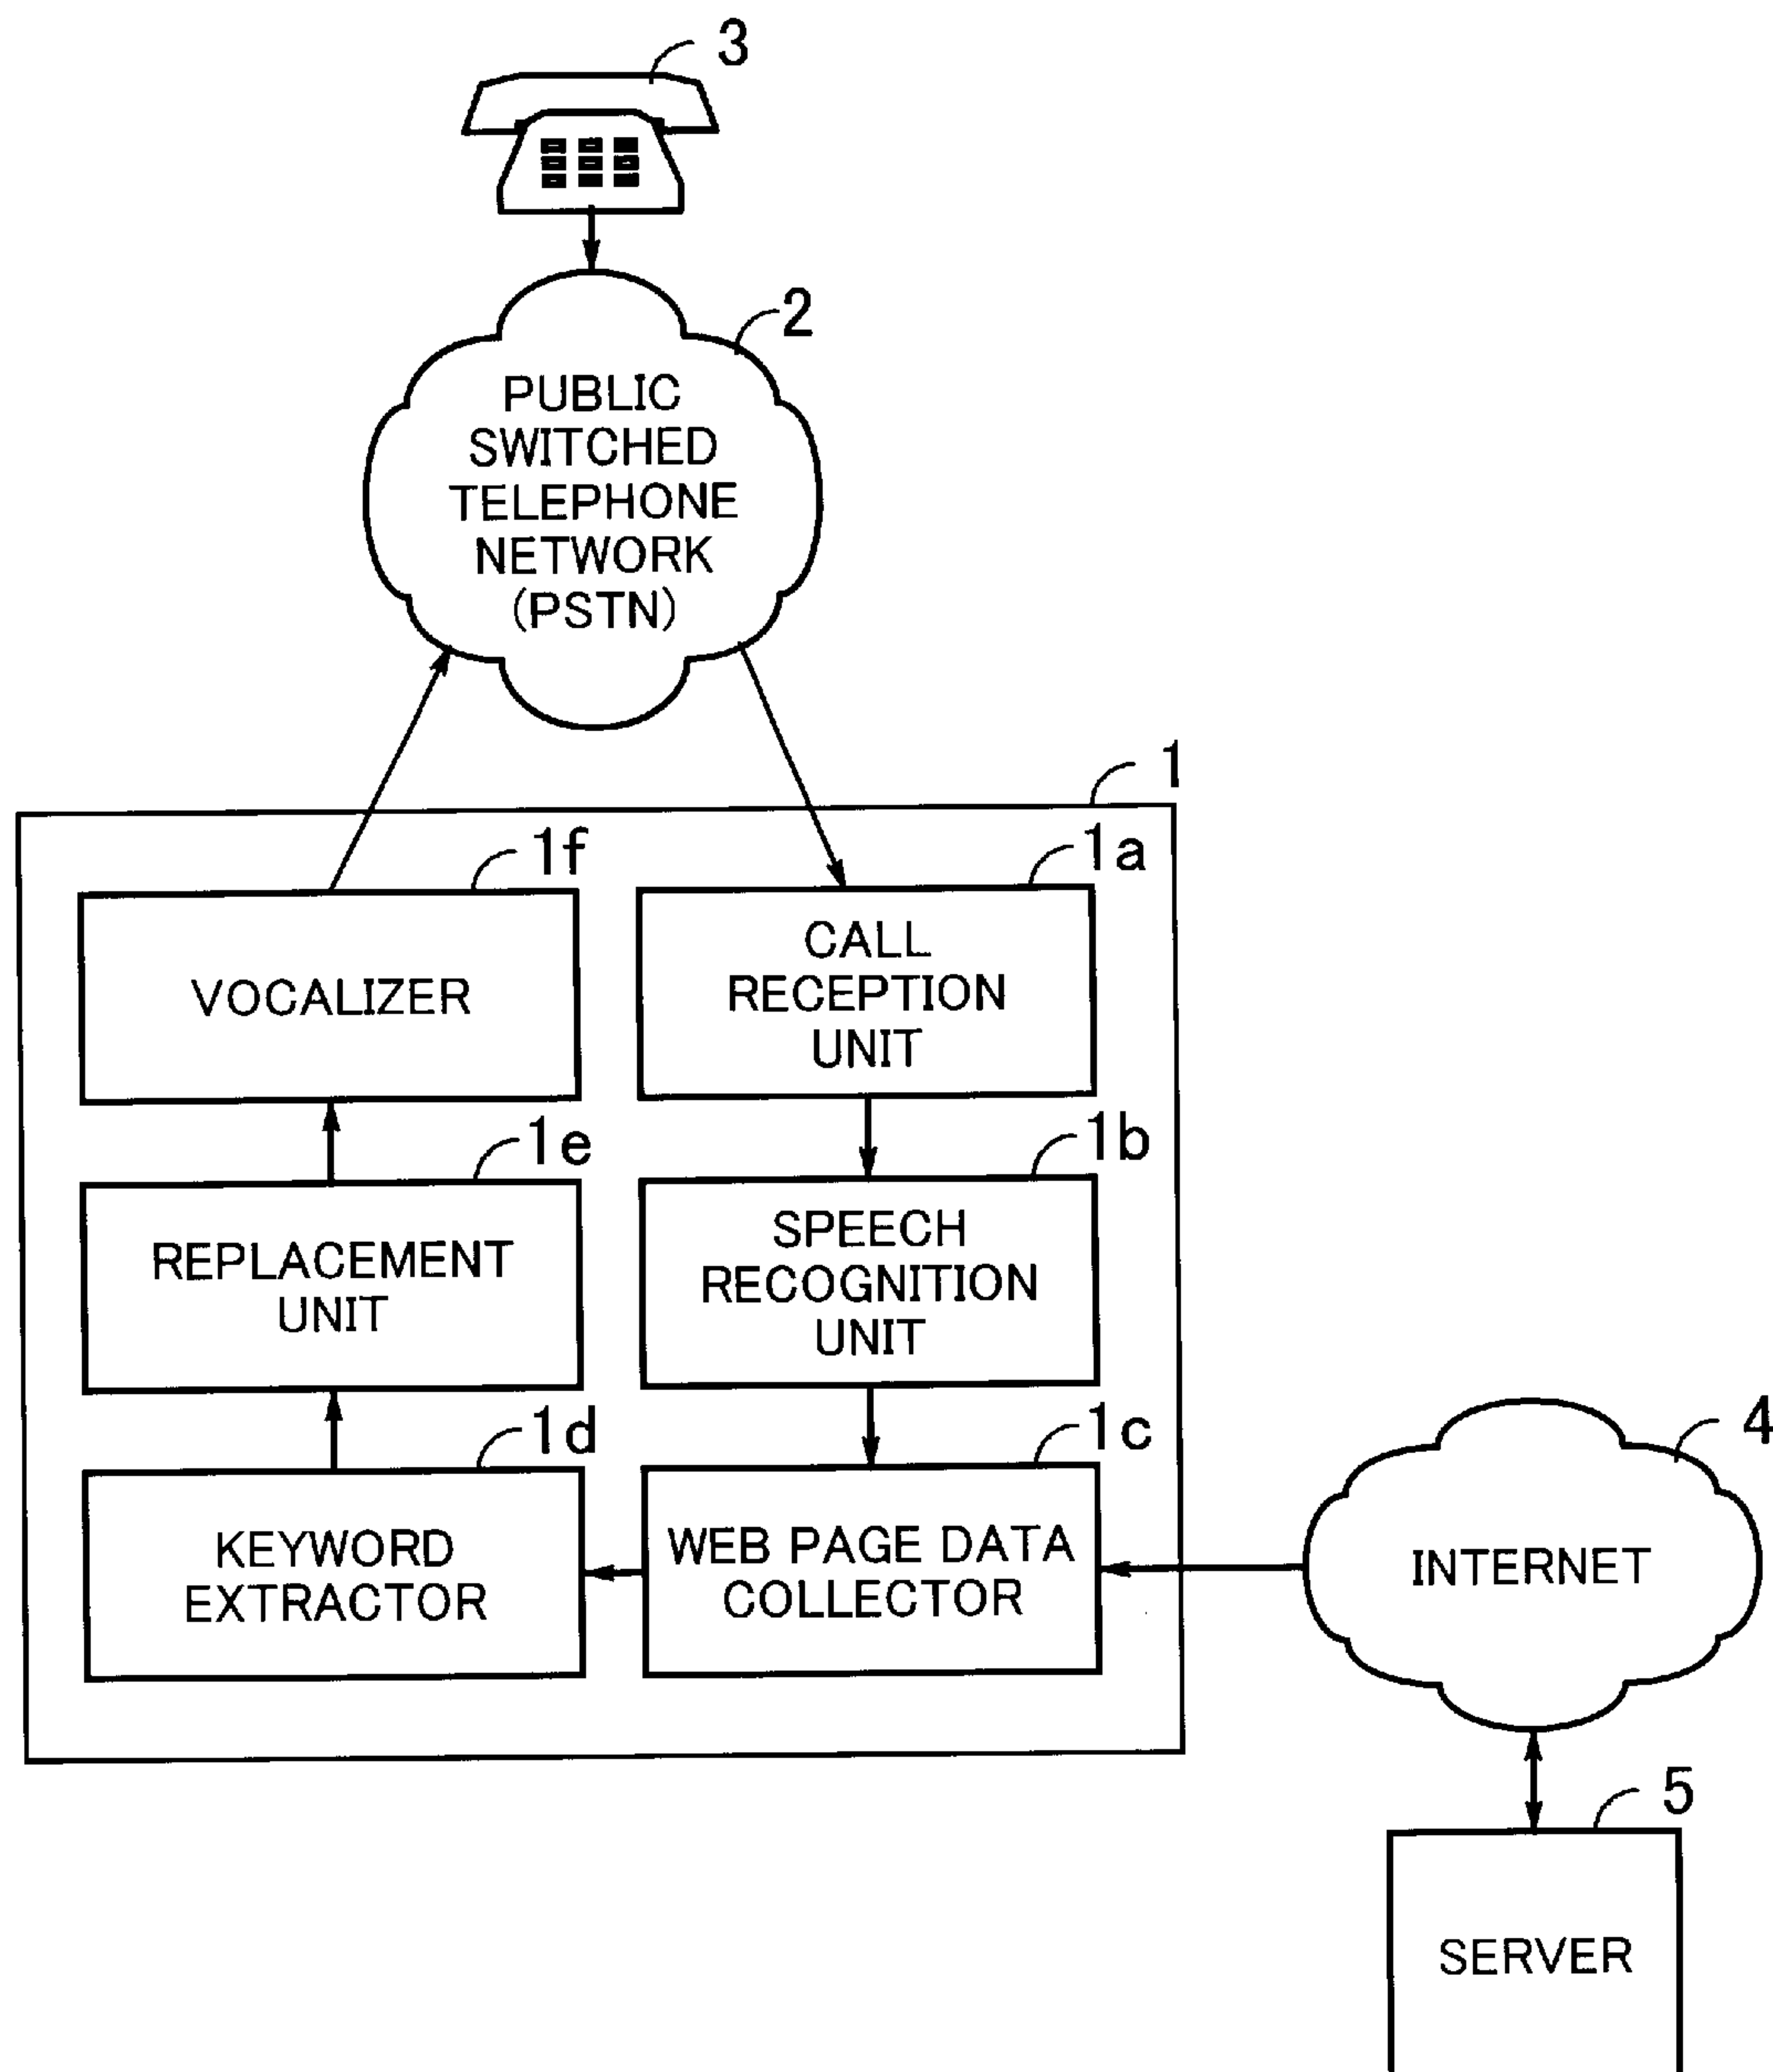 3
2
PUBLIC
SWITCHED
TELEPHONE
NETWORK
(PSTN)
1
1f
1a
VOCALIZER
CALL
RECEPTION
UNIT
1e
1b
REPLACEMENT
UNIT
SPEECH
RECOGNITION
UNIT
1d
1c
4
KEYWORD
EXTRACTOR
WEB PAGE DATA
COLLECTOR
INTERNET
5
SERVER